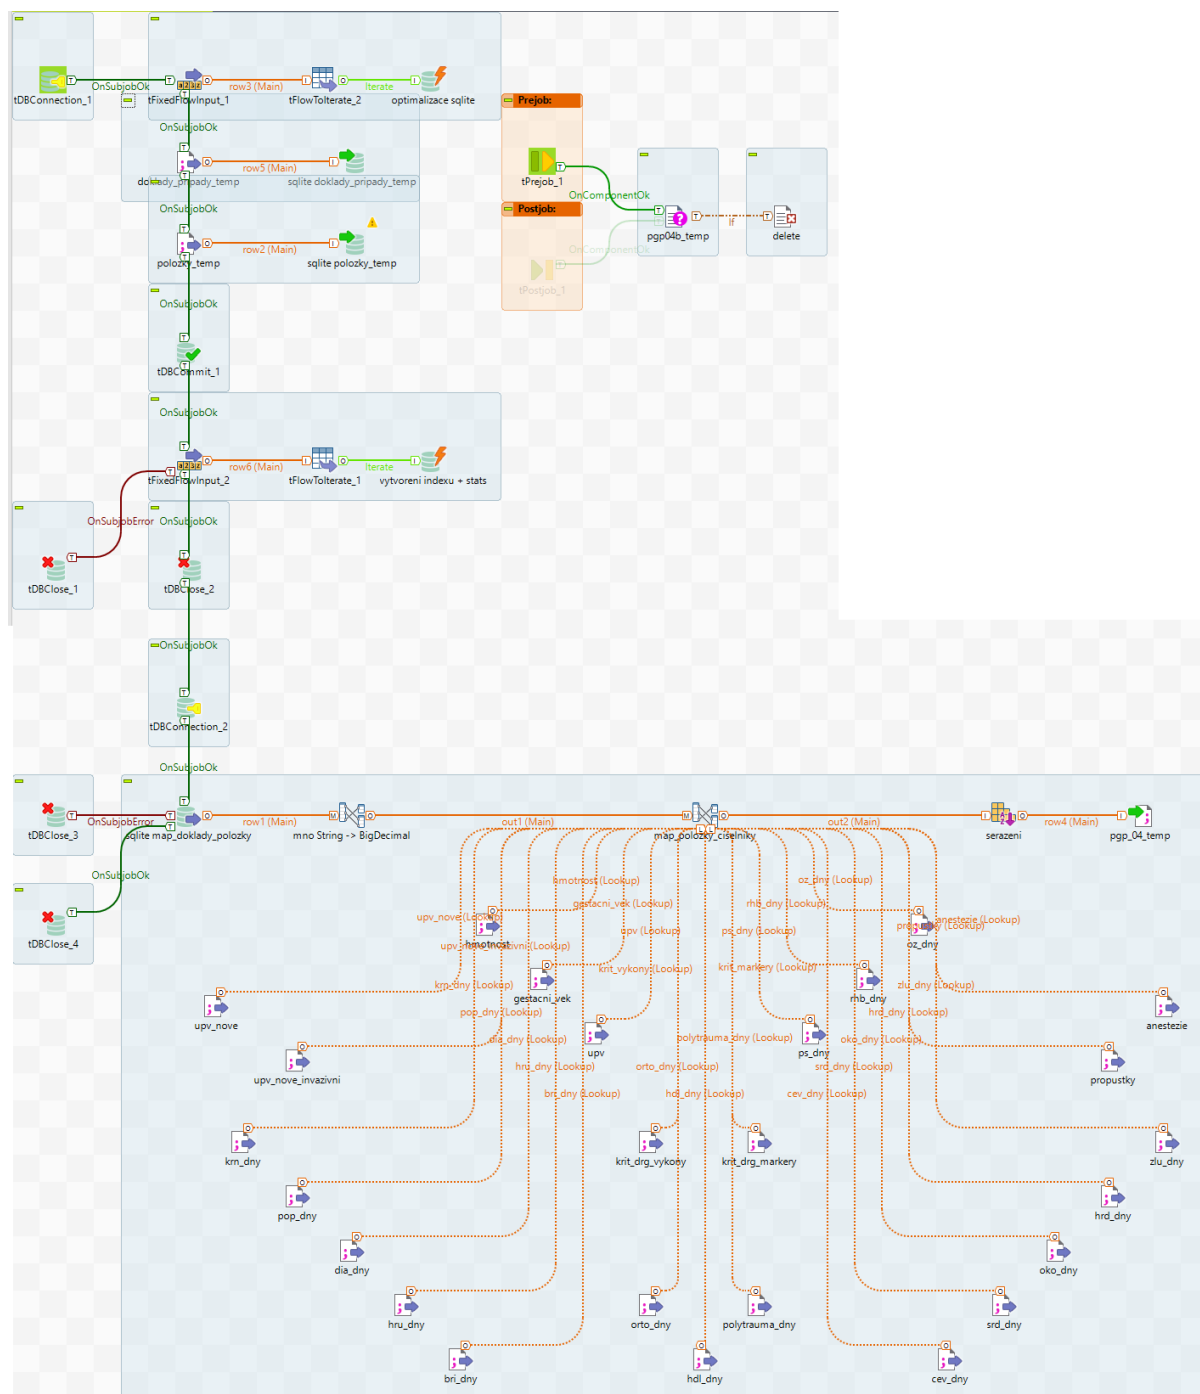 tDBConnection_1
OnSubjobOk
tFixedFlowInput_1
row3 (Main)
tFlowToIterate_2
Iterate
optimalizace sqlite
OnSubjobOk
doklady_pripady_temp
row5 (Main)
sqlite doklady_pripady_temp
OnSubjobOk
polozky_temp
row2 (Main)
sqlite polozky_temp
Prejob:
tPrejob_1
OnComponentOk
Postjob:
OnComponentOk
tPostjob_1
pgp04b_temp
If
delete
OnSubjobOk
tDBCommit_1
OnSubjobOk
tFixedFlowInput_2
row6 (Main)
tFlowToIterate_1
Iterate
vytvoreni indexu + stats
OnSubjobError
OnSubjobOk
tDBClose_1
tDBClose_2
OnSubjobOk
tDBConnection_2
OnSubjobOk
tDBClose_3
OnSubjobError
sqlite map_doklady_polozky
row1 (Main)
mno String -> BigDecimal
out1 (Main)
map_polozky_ciselniky
out2 (Main)
serazeni
row4 (Main)
pgp_04_temp
OnSubjobOk
tDBClose_4
hmotnost (Lookup)
oz_dny (Lookup)
gestacni_vek (Lookup)
rhb_dny (Lookup)
upv_nove (Lookup)
anestezie (Lookup)
upv (Lookup)
ps_dny (Lookup)
propustky (Lookup)
hmotnost
upv_nove_invazivni (Lookup)
oz_dny
krit_vykony (Lookup)
krit_markery (Lookup)
krn_dny (Lookup)
zlu_dny (Lookup)
gestacni_vek
rhb_dny
pop_dny (Lookup)
hrd_dny (Lookup)
upv_nove
anestezie
dia_dny (Lookup)
polytrauma_dny (Lookup)
oko_dny (Lookup)
upv
ps_dny
hru_dny (Lookup)
orto_dny (Lookup)
srd_dny (Lookup)
upv_nove_invazivni
propustky
bri_dny (Lookup)
hdl_dny (Lookup)
cev_dny (Lookup)
krn_dny
krit_drg_vykony
krit_drg_markery
zlu_dny
pop_dny
hrd_dny
dia_dny
oko_dny
hru_dny
orto_dny
polytrauma_dny
srd_dny
bri_dny
hdl_dny
cev_dny